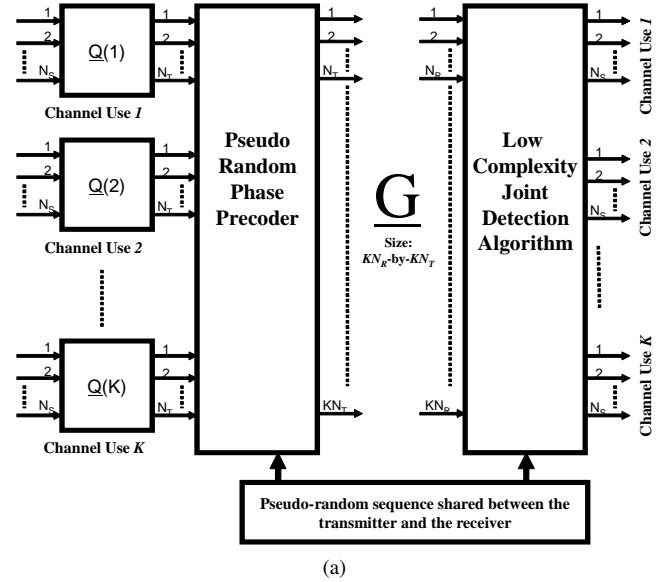 1
2
N_S
Q(1)
1
2
N_T
Channel Use 1
1
2
N_S
Q(2)
1
2
N_T
Channel Use 2
1
2
N_S
Q(K)
1
2
N_T
Channel Use K
Pseudo
Random
Phase
Precoder
1
2
N_T
KN_T
G
Size:
KN_R-by-KN_T
1
2
N_R
KN_R
Low
Complexity
Joint
Detection
Algorithm
1
2
N_S
Channel Use 1
1
2
N_S
Channel Use 2
1
2
N_S
Channel Use K
Pseudo-random sequence shared between the
transmitter and the receiver
(a)